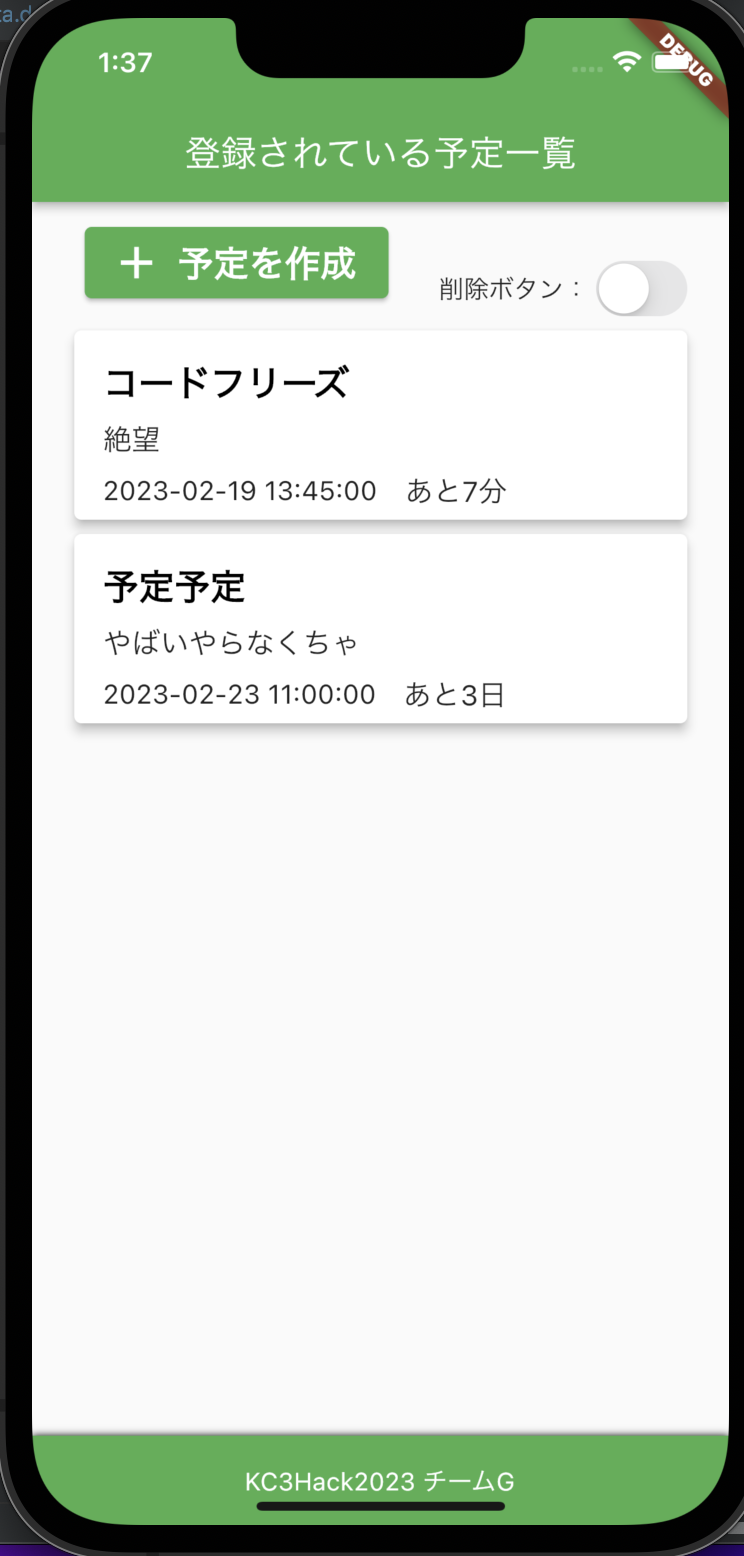 ta.d
1:37
DEBUG
登録されている予定一覧
+ 予定を作成
削除ボタン：
コードフリーズ
絶望
2023-02-19 13:45:00 あと7分
予定予定
やばいやらなくちゃ
2023-02-23 11:00:00 あと3日
KC3Hack2023 チームG